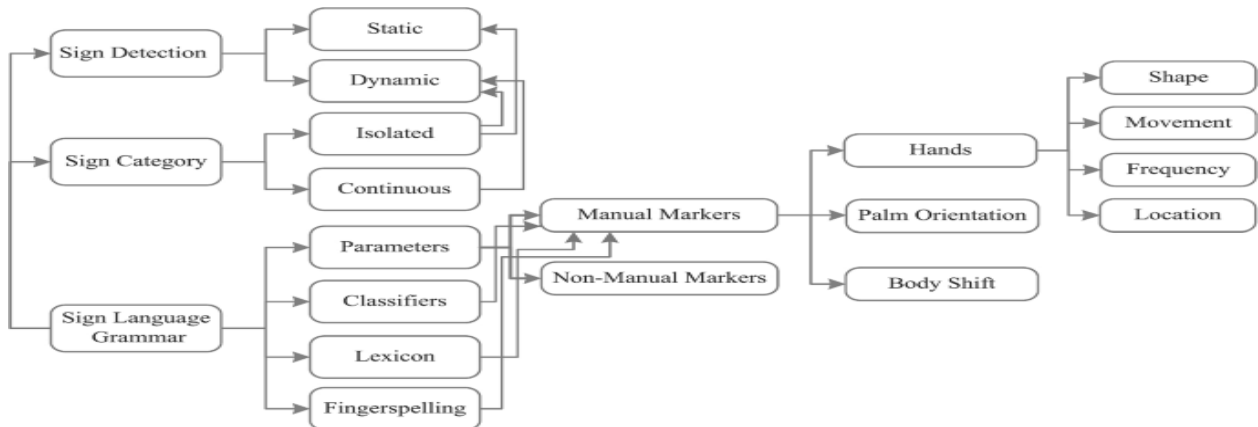 Sign Detection
Static
Dynamic
Sign Category
Isolated
Continuous
Sign Language
Grammar
Parameters
Classifiers
Lexicon
Fingerspelling
Manual Markers
Non-Manual Markers
Hands
Palm Orientation
Body Shift
Shape
Movement
Frequency
Location